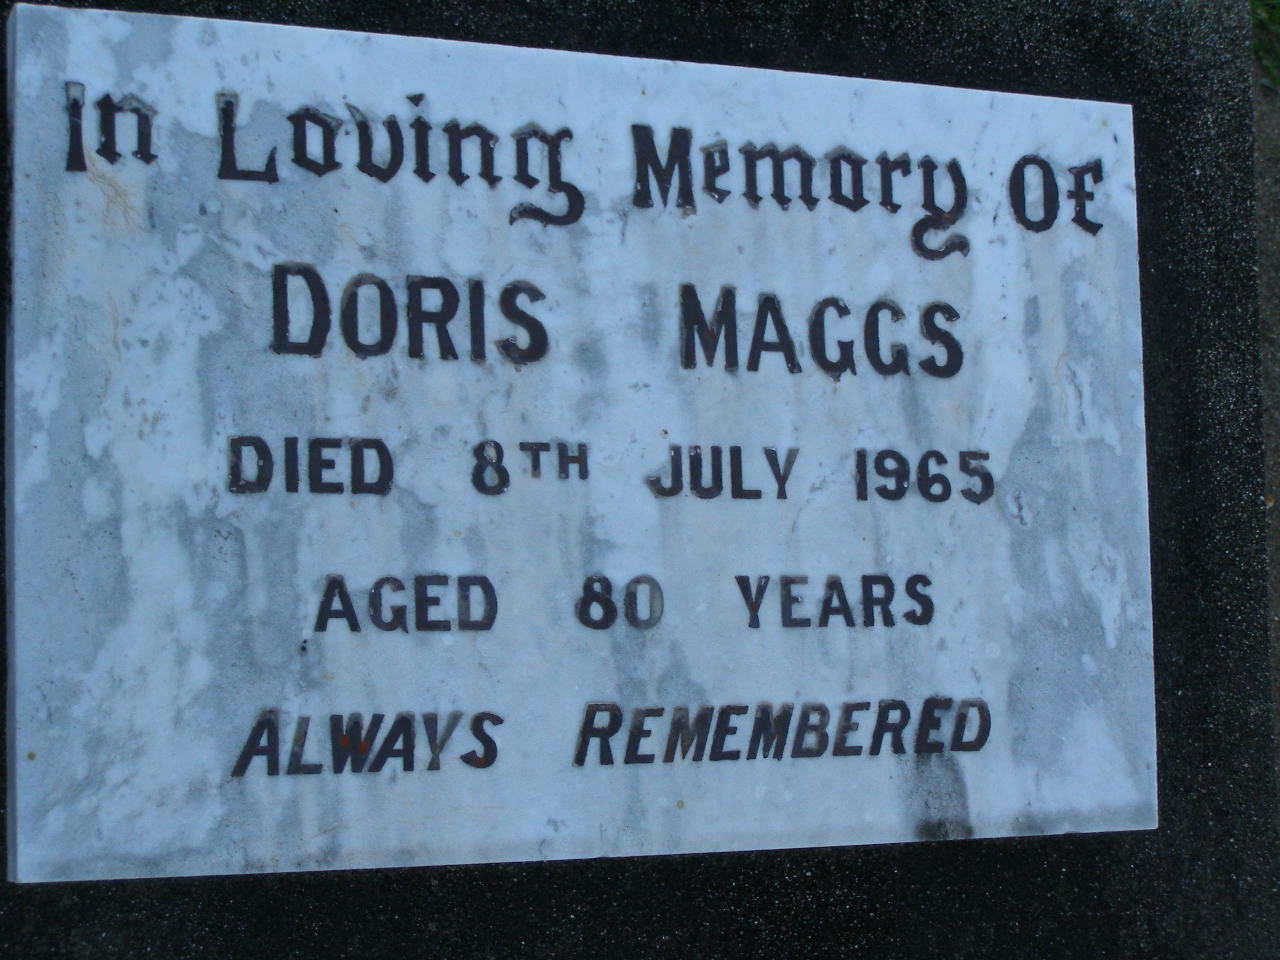 In Loving Memory Of
DORIS MAGGS
DIED 8TH JULY 1965
AGED 80 YEARS
ALWAYS REMEMBERED